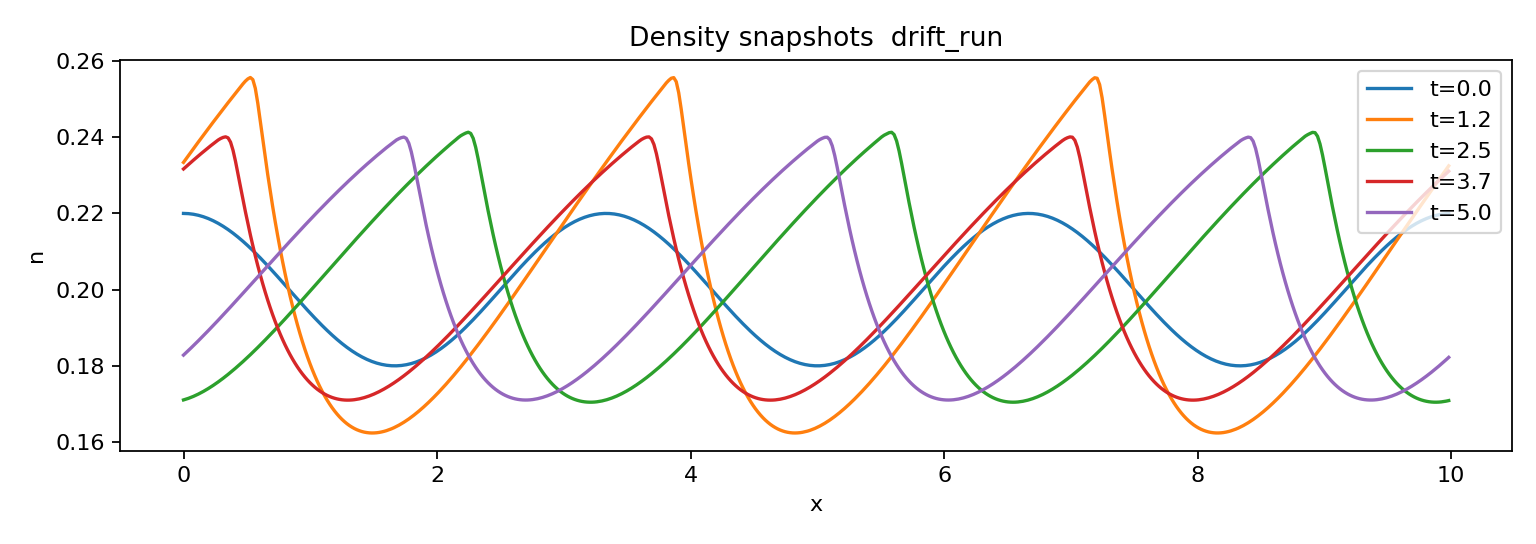 Density snapshots  drift_run
n
0.26
0.24
0.22
0.20
0.18
0.16
t=0.0
t=1.2
t=2.5
t=3.7
t=5.0
0 2 4 6 8 10
x